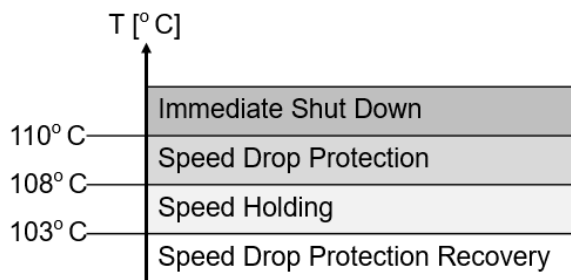 T [° C]
Immediate Shut Down
110° C
Speed Drop Protection
108° C
Speed Holding
103° C
Speed Drop Protection Recovery